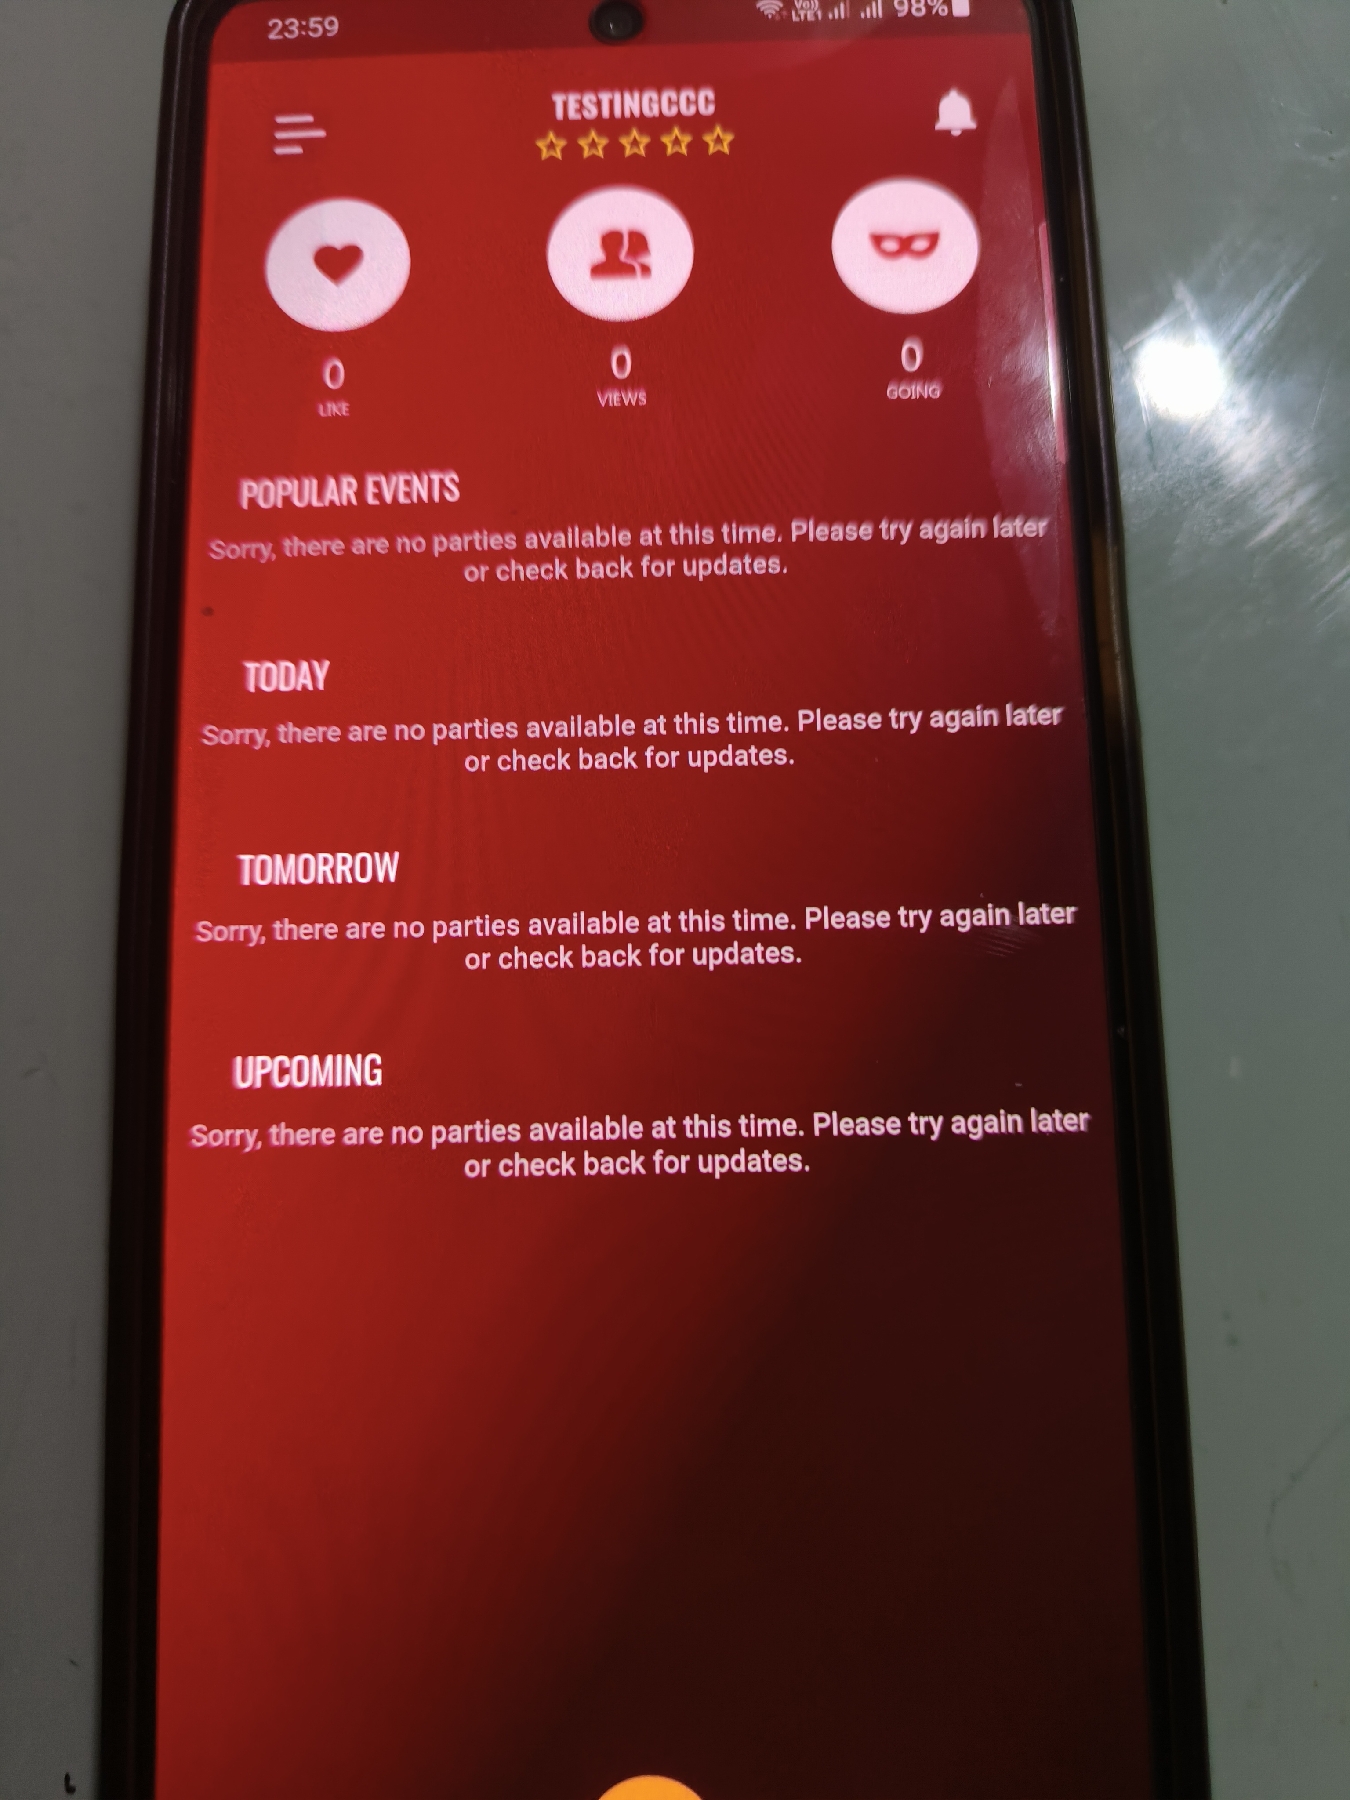 23:59
Vo))
LTE1
98%
TESTINGCCC
0
LIKE
0
VIEWS
0
GOING
POPULAR EVENTS
Sorry, there are no parties available at this time. Please try again later
or check back for updates.
TODAY
Sorry, there are no parties available at this time. Please try again later
or check back for updates.
TOMORROW
Sorry, there are no parties available at this time. Please try again later
or check back for updates.
UPCOMING
Sorry, there are no parties available at this time. Please try again later
or check back for updates.